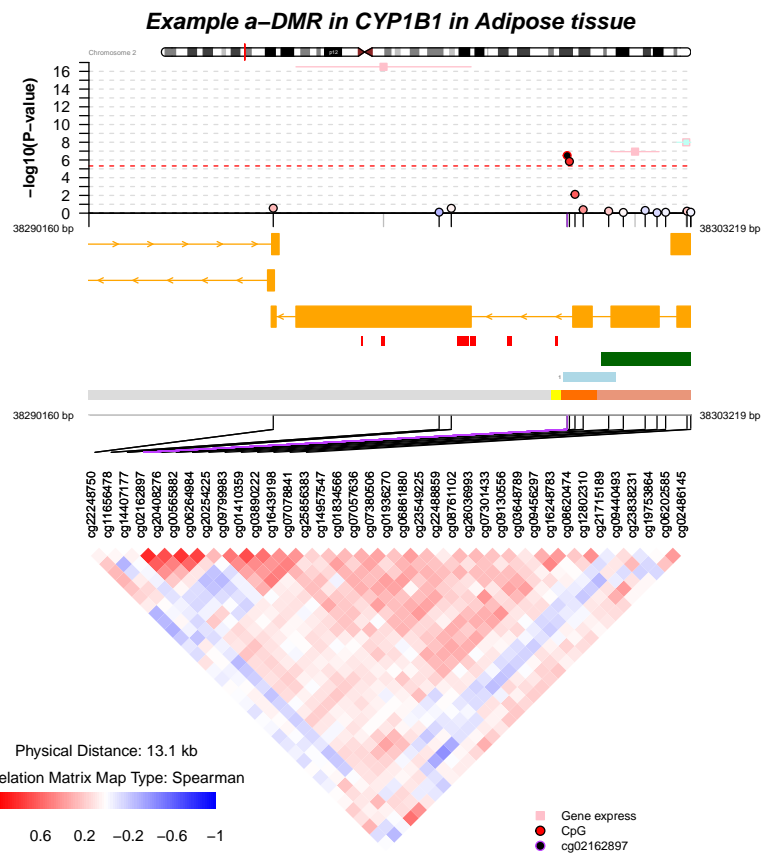 Example a–DMR in CYP1B1 in Adipose tissue
Chromosome 2
p12
−log10(P−value)
16
14
12
10
8
6
4
2
0
38290160 bp
38303219 bp
38290160 bp
38303219 bp
cg22248750
cg11656478
cg14407177
cg02162897
cg20408276
cg00565882
cg06264984
cg20254225
cg09799983
cg01410359
cg03890222
cg16439198
cg07078841
cg25856383
cg14957547
cg01834566
cg07057636
cg07380506
cg01936270
cg06861880
cg23549225
cg22488859
cg08761102
cg26036993
cg07301433
cg09130556
cg03648789
cg09456297
cg16248783
cg08620474
cg12802310
cg21715189
cg09440493
cg23838231
cg19753864
cg06202585
cg02486145
Physical Distance: 13.1 kb
elation Matrix Map Type: Spearman
0.6 0.2 −0.2 −0.6 −1
Gene express
CpG
cg02162897